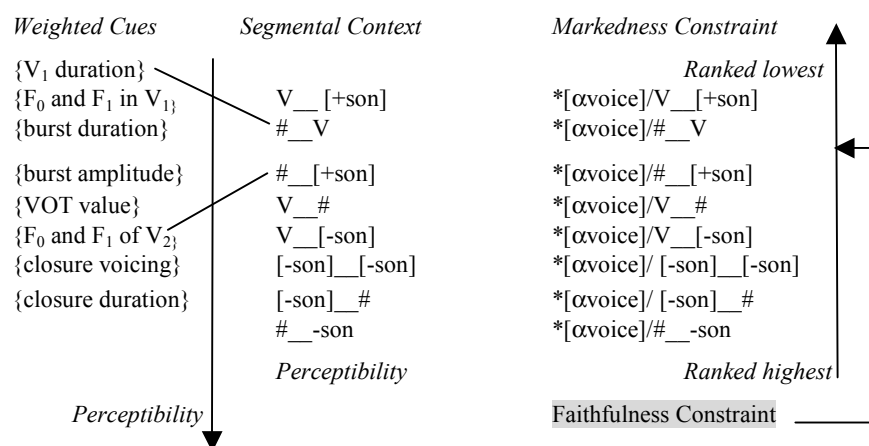 Weighted Cues Segmental Context Markedness Constraint
{V₁ duration} Ranked lowest
{F₀ and F₁ in V₁} V__ [+son] *[αvoice]/V__[+son]
{burst duration} #__V *[αvoice]/#__V
{burst amplitude} #__[+son] *[αvoice]/#__[+son]
{VOT value} V__# *[αvoice]/V__#
{F₀ and F₁ of V₂} V__[-son] *[αvoice]/V__[-son]
{closure voicing} [-son]__[-son] *[αvoice]/ [-son]__[-son]
{closure duration} [-son]__# *[αvoice]/ [-son]__#
#__-son *[αvoice]/#__-son
Perceptibility Ranked highest
Perceptibility Faithfulness Constraint